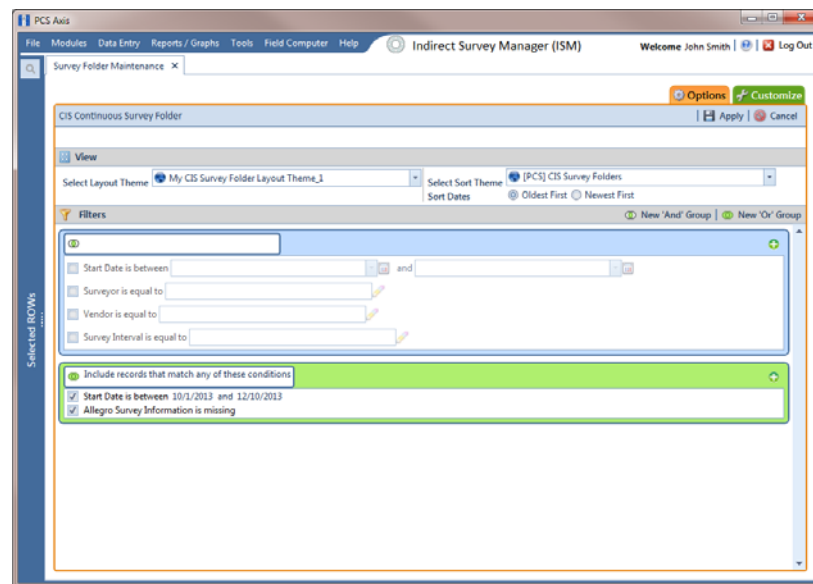 PCS Axis
File Modules Data Entry Reports / Graphs Tools Field Computer Help Indirect Survey Manager (ISM) Welcome John Smith | | Log Out
Survey Folder Maintenance ×
Options Customize
CIS Continuous Survey Folder | Apply | Cancel
View
Select Layout Theme My CIS Survey Folder Layout Theme_1 Select Sort Theme [PCS] CIS Survey Folders
Sort Dates Oldest First Newest First
Filters New 'And' Group | New 'Or' Group
Start Date is between and
Surveyor is equal to
Vendor is equal to
Survey Interval is equal to
Selected ROWs
Include records that match any of these conditions
Start Date is between 10/1/2013 and 12/10/2013
Allegro Survey Information is missing